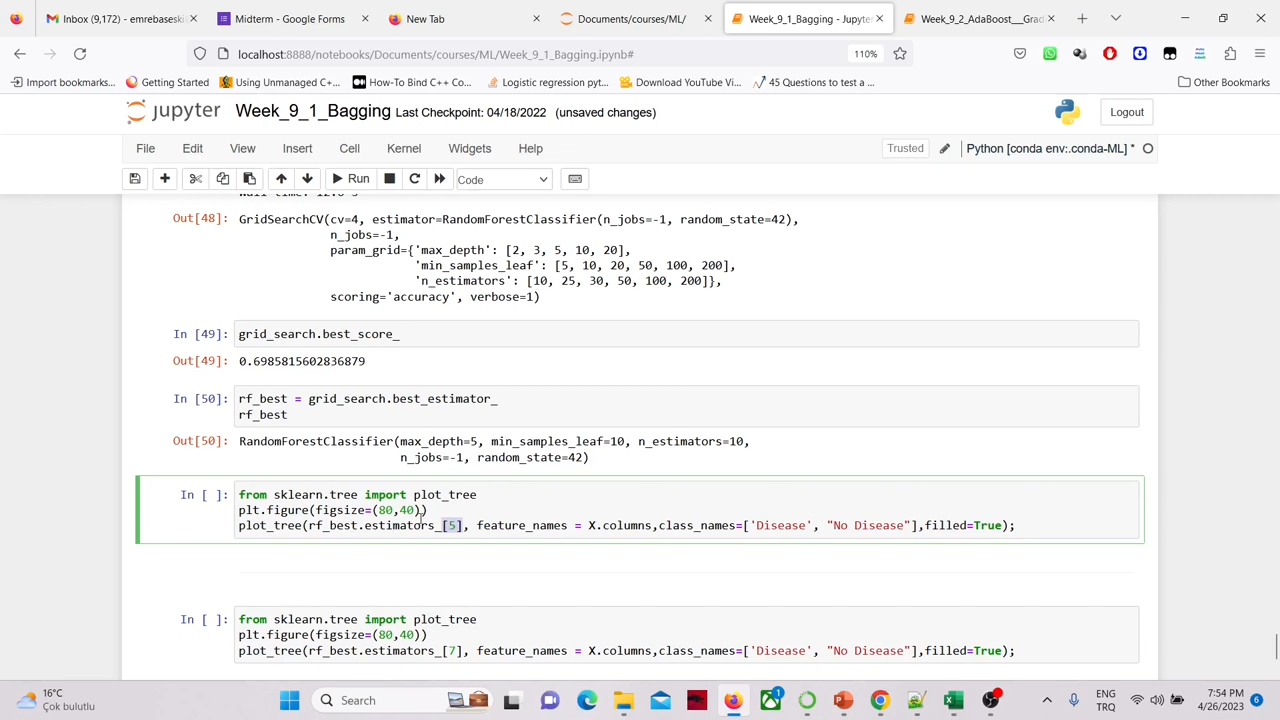 Inbox (9,172) – emrebaseski
Midterm - Google Forms
New Tab
Documents/courses/ML/
Week_9_1_Bagging - Jupyter
Week_9_2_AdaBoost__Grad
localhost:8888/notebooks/Documents/courses/ML/Week_9_1_Bagging.ipynb#
110%
Import bookmarks...
Getting Started
Using Unmanaged C+...
How-To Bind C++ Co...
Logistic regression pyt...
Download YouTube Vi...
45 Questions to test a ...
Other Bookmarks
jupyter
Week_9_1_Bagging Last Checkpoint: 04/18/2022 (unsaved changes)
Logout
File
Edit
View
Insert
Cell
Kernel
Widgets
Help
Trusted
Python [conda env:.conda-ML] *
Run
Code
Out[48]: GridSearchCV(cv=4, estimator=RandomForestClassifier(n_jobs=-1, random_state=42),
n_jobs=-1,
param_grid={'max_depth': [2, 3, 5, 10, 20],
'min_samples_leaf': [5, 10, 20, 50, 100, 200],
'n_estimators': [10, 25, 30, 50, 100, 200]},
scoring='accuracy', verbose=1)
In [49]: grid_search.best_score_
Out[49]: 0.6985815602836879
In [50]: rf_best = grid_search.best_estimator_
rf_best
Out[50]: RandomForestClassifier(max_depth=5, min_samples_leaf=10, n_estimators=10,
n_jobs=-1, random_state=42)
In [ ]: from sklearn.tree import plot_tree
plt.figure(figsize=(80,40))
plot_tree(rf_best.estimators_[5], feature_names = X.columns,class_names=['Disease', "No Disease"],filled=True);
In [ ]: from sklearn.tree import plot_tree
plt.figure(figsize=(80,40))
plot_tree(rf_best.estimators_[7], feature_names = X.columns,class_names=['Disease', "No Disease"],filled=True);
16°C
Çok bulutlu
Search
1
ENG
TRQ
7:54 PM
4/26/2023
6